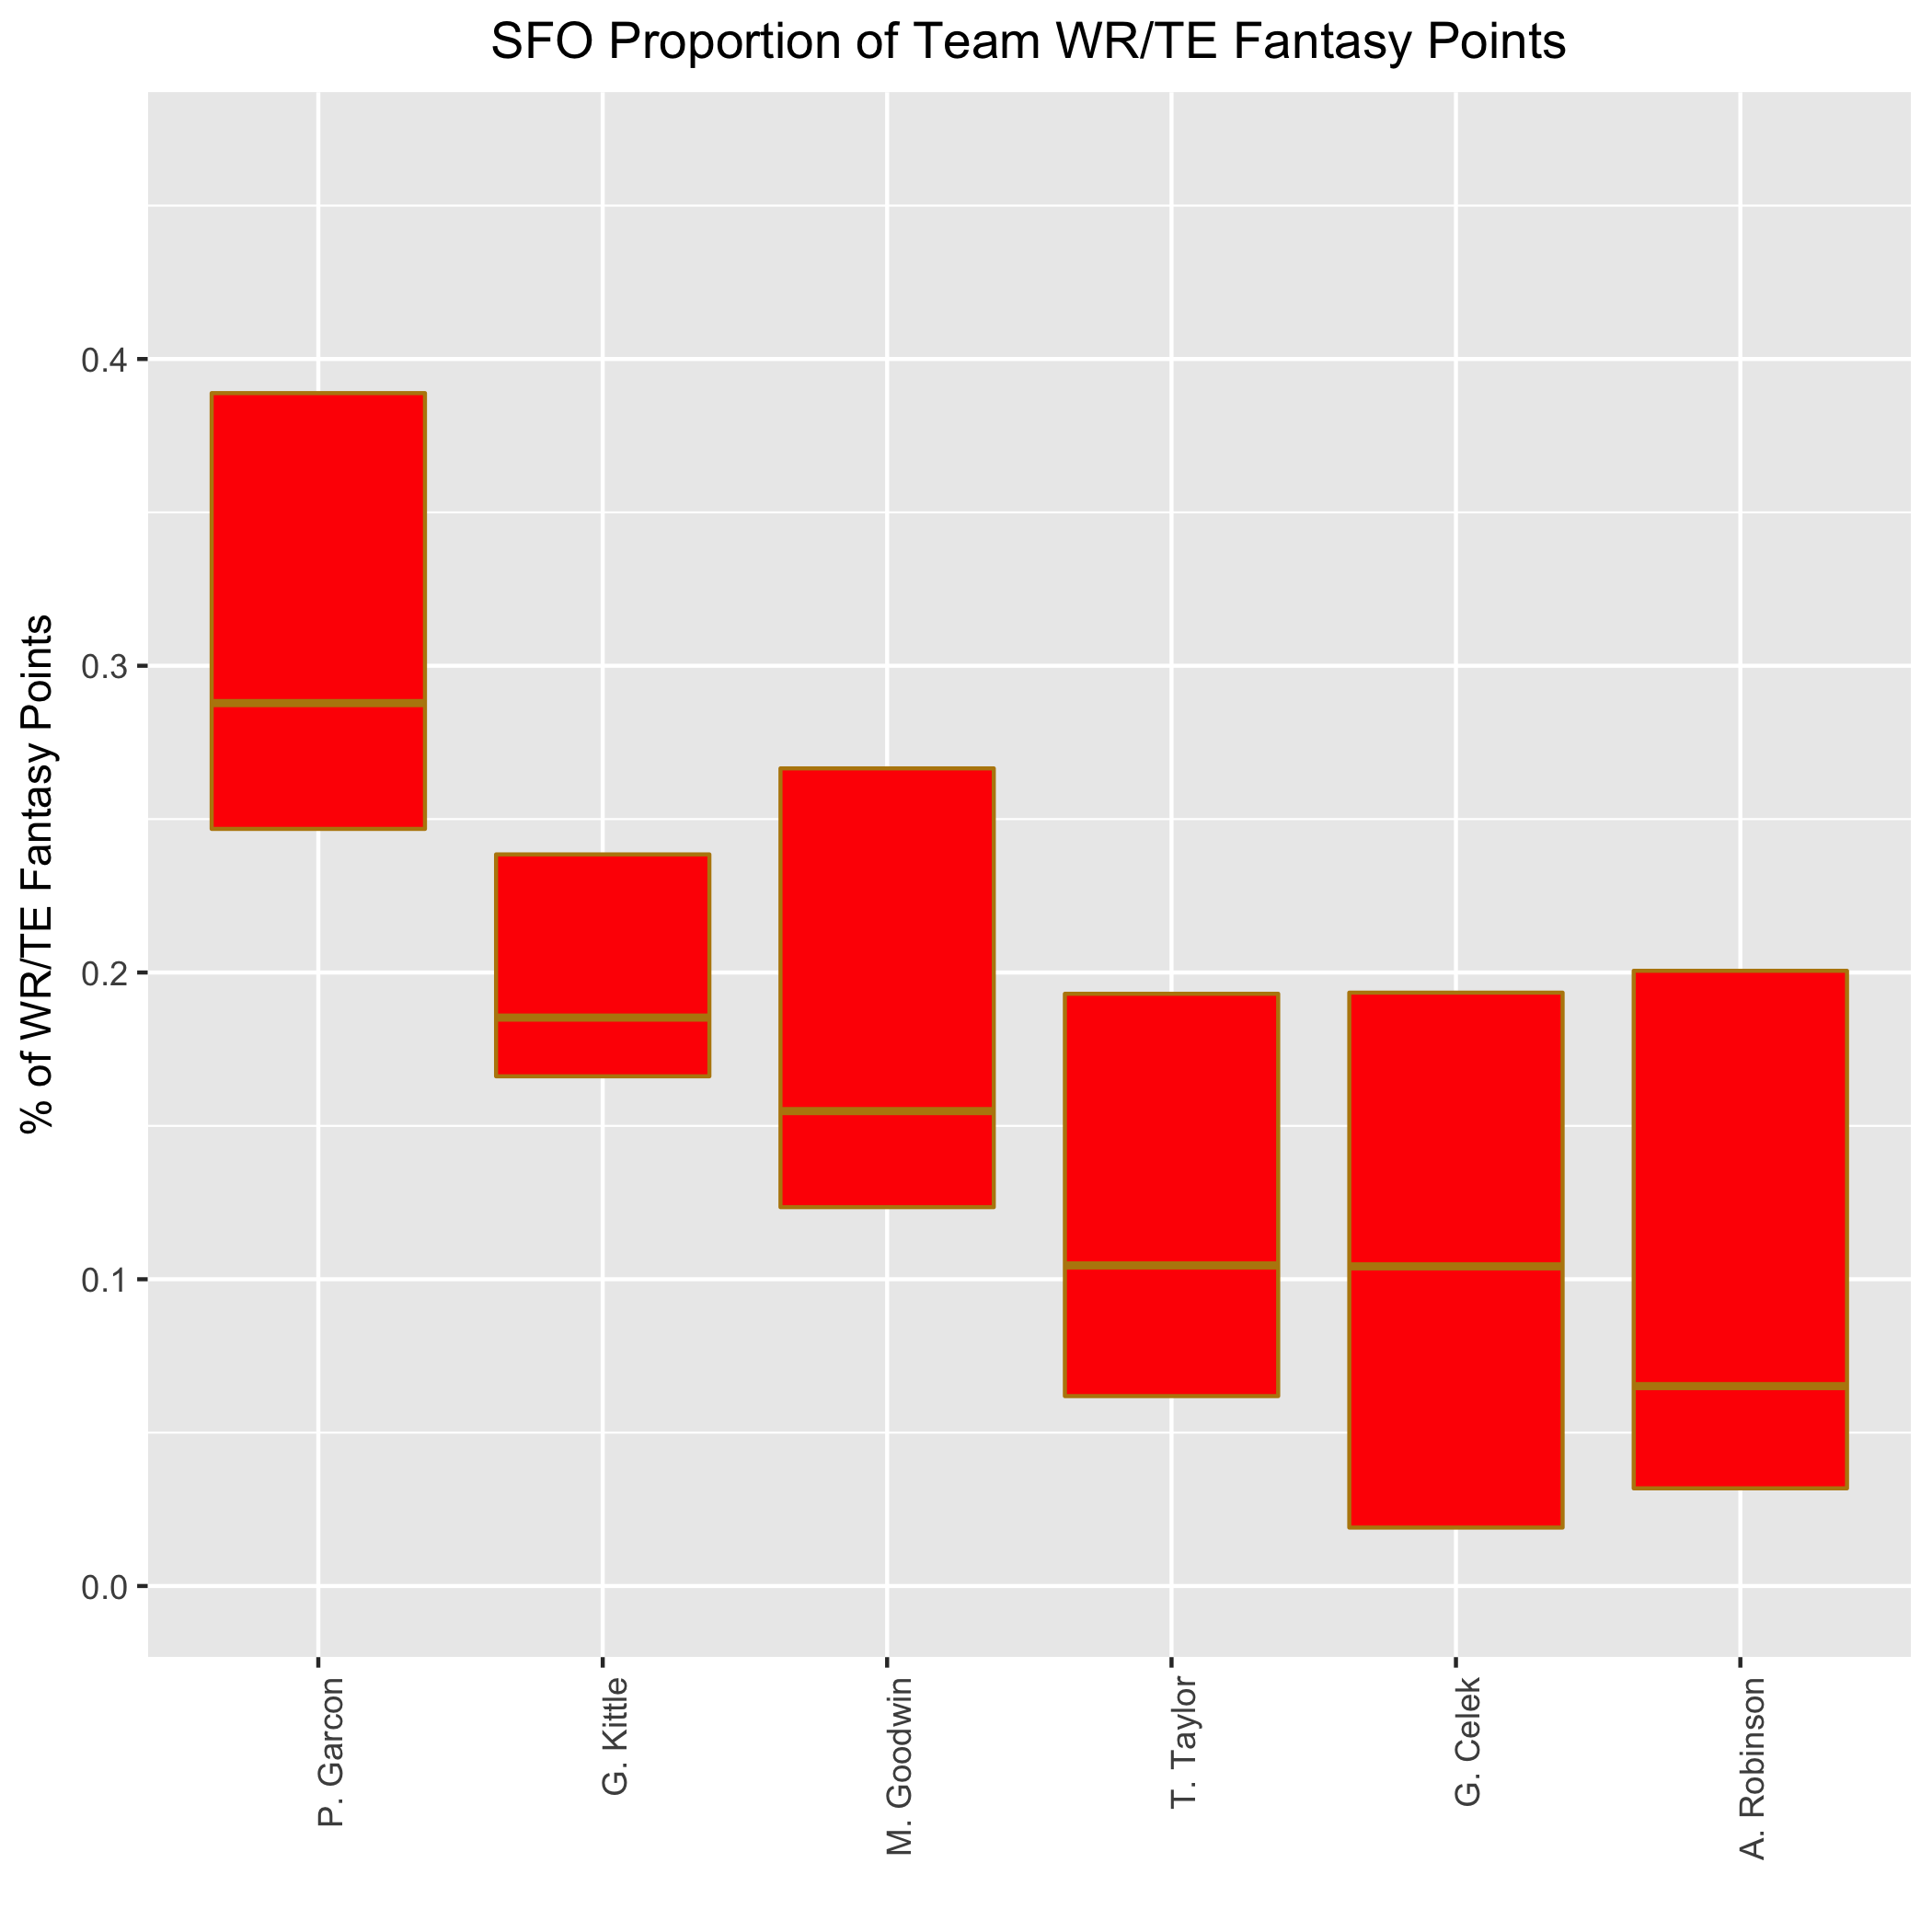 SFO Proportion of Team WR/TE Fantasy Points
% of WR/TE Fantasy Points
0.4
0.3
0.2
0.1
0.0
P. Garcon
G. Kittle
M. Goodwin
T. Taylor
G. Celek
A. Robinson